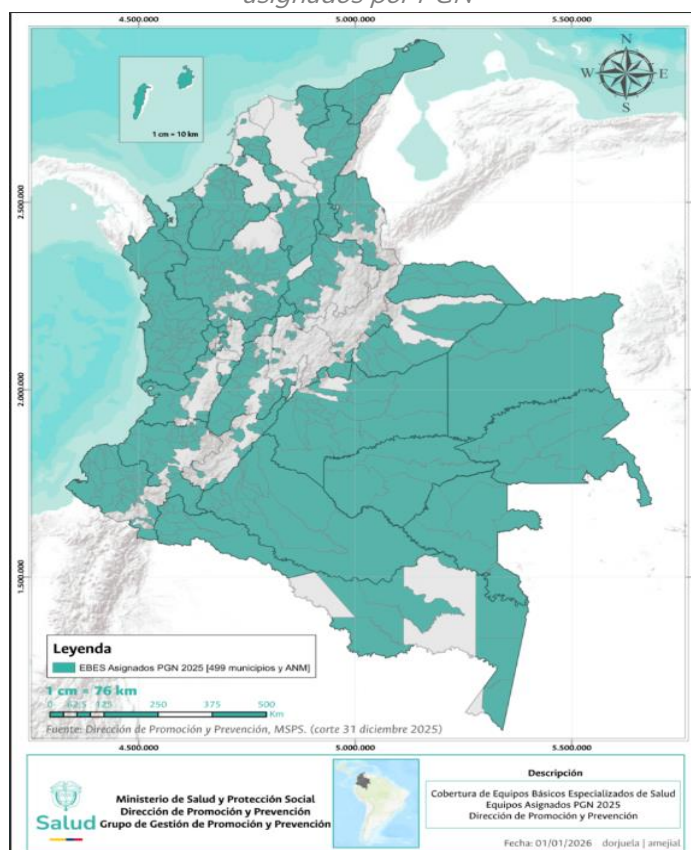 asignados por PGN
4.500.000
5.000.000
5.500.000
N
W
E
S
1 cm = 10 km
2.500.000
2.000.000
1.500.000
Leyenda
EBES Asignados PGN 2025 [499 municipios y ANM]
1 cm = 76 km
0 62,5 125 250 375 500
Km
Fuente: Dirección de Promoción y Prevención, MSPS. (corte 31 diciembre 2025)
4.500.000
5.000.000
5.500.000
Salud
Ministerio de Salud y Protección Social
Dirección de Promoción y Prevención
Grupo de Gestión de Promoción y Prevención
Descripción
Cobertura de Equipos Básicos Especializados de Salud
Equipos Asignados PGN 2025
Dirección de Promoción y Prevención
Fecha: 01/01/2026 dorjuela | amejial